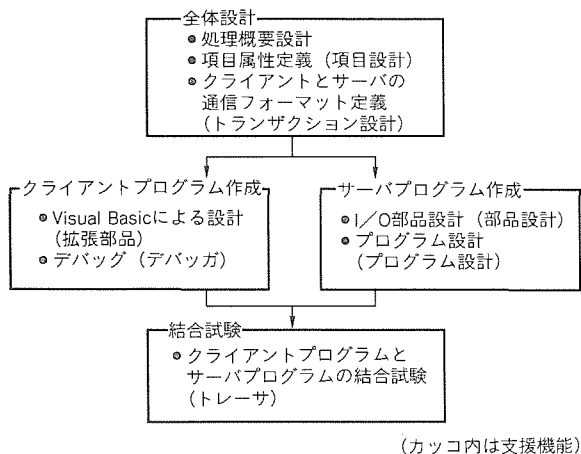 全体設計
●処理概要設計
●項目属性定義（項目設計）
●クライアントとサーバの
通信フォーマット定義
（トランザクション設計）
クライアントプログラム作成
●Visual Basicによる設計
（拡張部品）
●デバッグ（デバッガ）
サーバプログラム作成
●I／O部品設計（部品設計）
●プログラム設計
（プログラム設計）
結合試験
●クライアントプログラムと
サーバプログラムの結合試験
（トレーサ）
（カッコ内は支援機能）